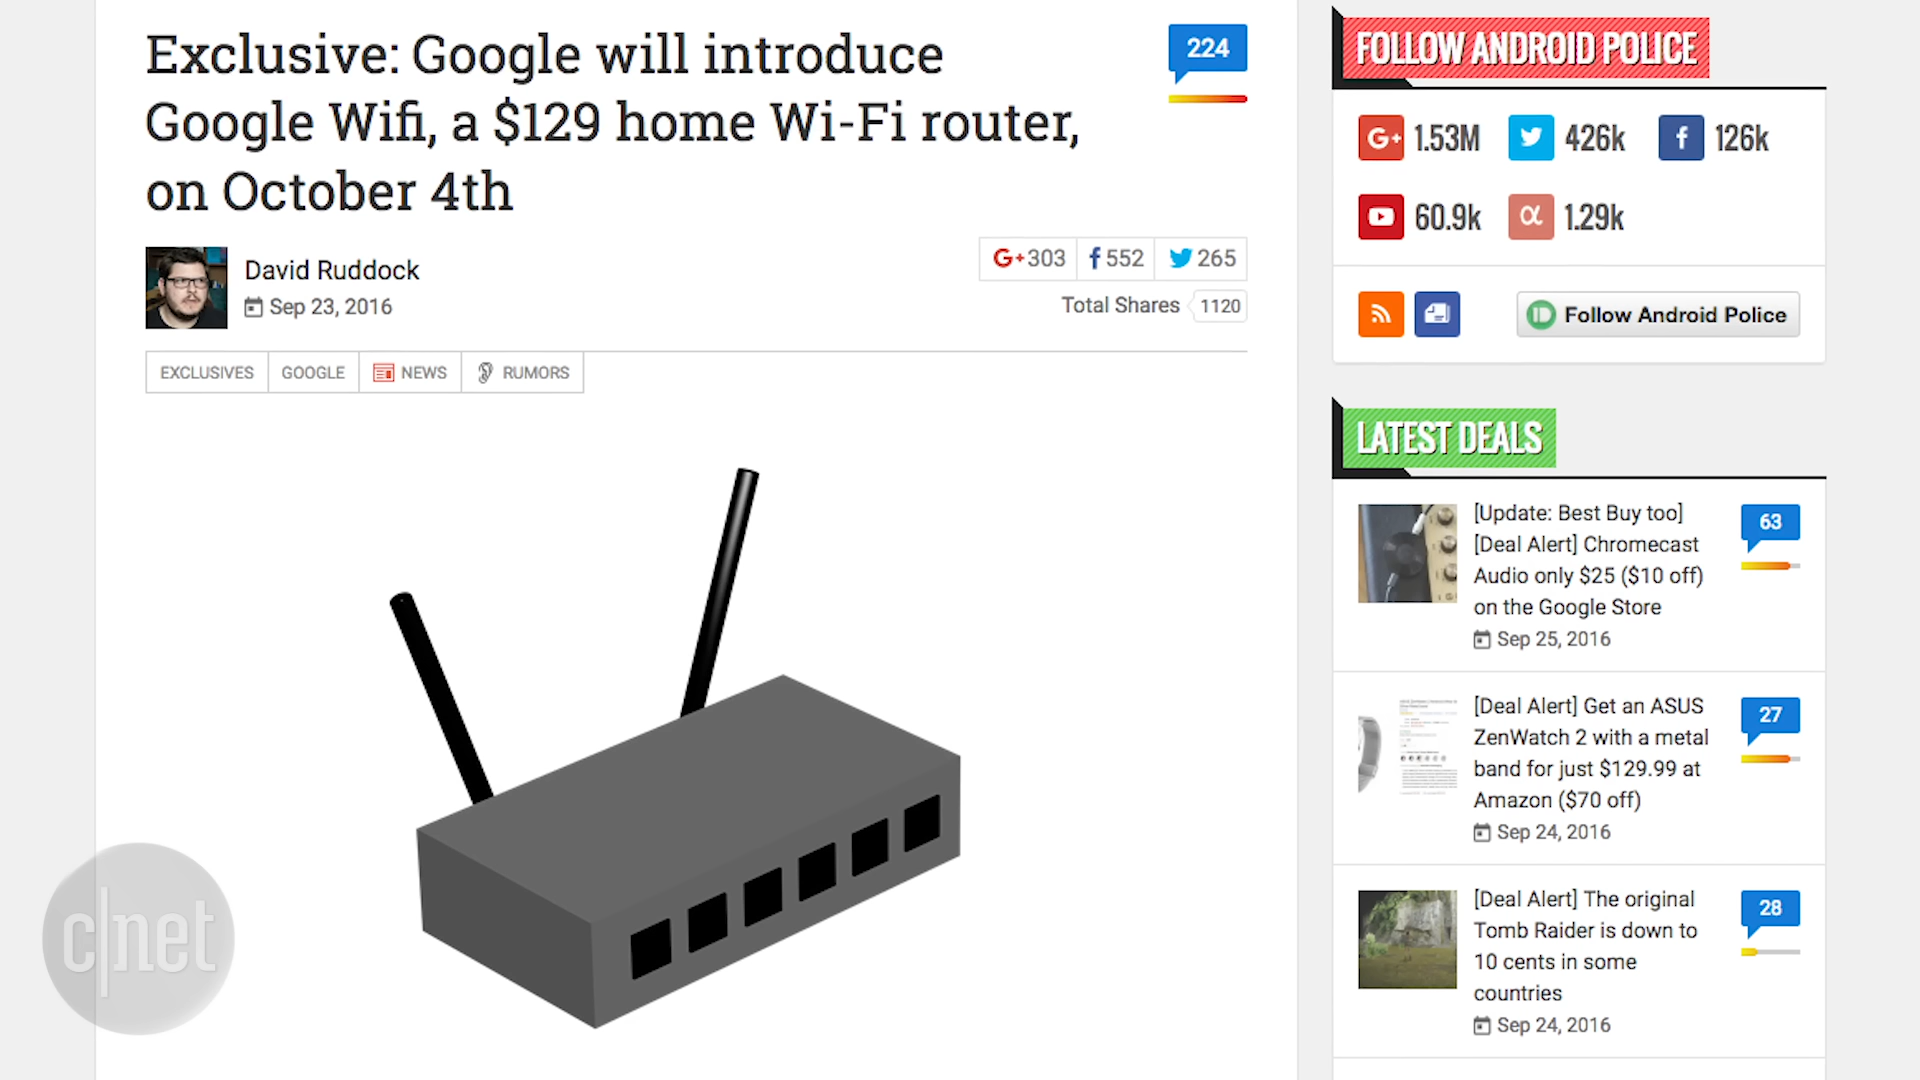 Exclusive: Google will introduce
Google Wifi, a $129 home Wi-Fi router,
on October 4th
224
David Ruddock
Sep 23, 2016
G+ 303
f 552
265
Total Shares 1120
EXCLUSIVES
GOOGLE
NEWS
RUMORS
c|net
FOLLOW ANDROID POLICE
G+ 1.53M
426k
f 126k
60.9k
α 1.29k
Follow Android Police
LATEST DEALS
[Update: Best Buy too]
[Deal Alert] Chromecast
Audio only $25 ($10 off)
on the Google Store
Sep 25, 2016
63
[Deal Alert] Get an ASUS
ZenWatch 2 with a metal
band for just $129.99 at
Amazon ($70 off)
Sep 24, 2016
27
[Deal Alert] The original
Tomb Raider is down to
10 cents in some
countries
Sep 24, 2016
28